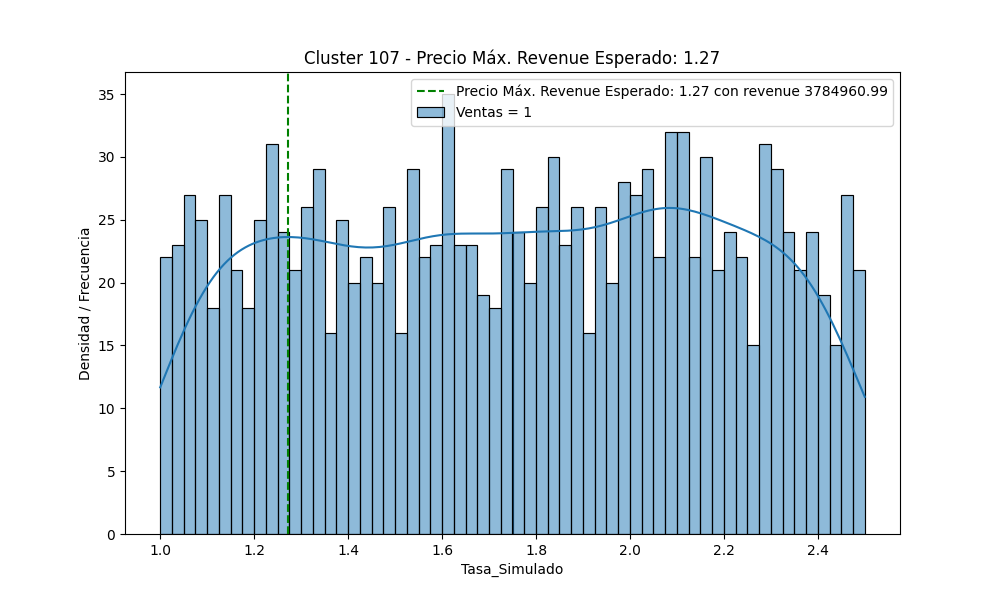 Cluster 107 - Precio Máx. Revenue Esperado: 1.27
Precio Máx. Revenue Esperado: 1.27 con revenue 3784960.99
Ventas = 1
Densidad / Frecuencia
35
30
25
20
15
10
5
0
1.0 1.2 1.4 1.6 1.8 2.0 2.2 2.4
Tasa_Simulado